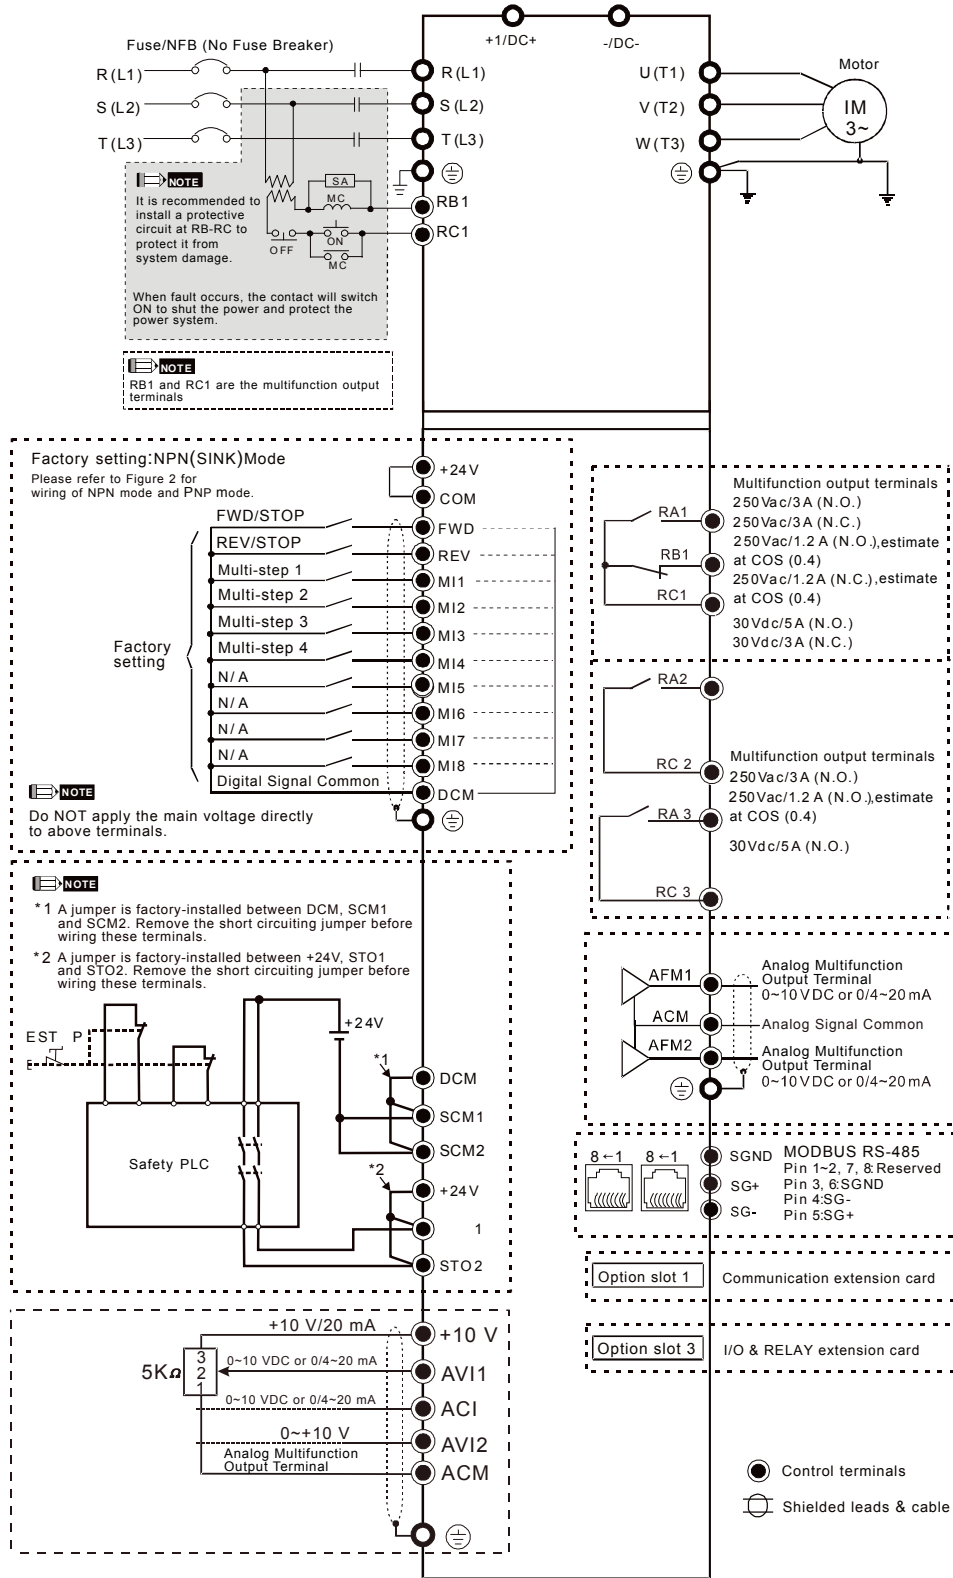 +1/DC+
-/DC-
Fuse/NFB (No Fuse Breaker)
R(L1)
S(L2)
T(L3)
R(L1)
S(L2)
T(L3)
U(T1)
V(T2)
W(T3)
Motor
IM
3~
NOTE
It is recommended to
install a protective
circuit at RB-RC to
protect it from
system damage.
When fault occurs, the contact will switch
ON to shut the power and protect the
power system.
SA
MC
OFF
ON
MC
RB1
RC1
NOTE
RB1 and RC1 are the multifunction output
terminals
Factory setting:NPN(SINK)Mode
Please refer to Figure 2 for
wiring of NPN mode and PNP mode.
+24V
COM
FWD/STOP
FWD
REV/STOP
REV
Multi-step 1
MI1
Multi-step 2
MI2
Multi-step 3
MI3
Multi-step 4
MI4
N/A
MI5
N/A
MI6
N/A
MI7
N/A
MI8
Digital Signal Common
DCM
Factory
setting
NOTE
Do NOT apply the main voltage directly
to above terminals.
RA1
RB1
RC1
Multifunction output terminals
250Vac/3A (N.O.)
250Vac/3A (N.C.)
250Vac/1.2A (N.O.),estimate
at COS (0.4)
250Vac/1.2A (N.C.),estimate
at COS (0.4)
30Vdc/5A (N.O.)
30Vdc/3A (N.C.)
RA2
RC 2
RA 3
RC 3
Multifunction output terminals
250Vac/3A (N.O.)
250Vac/1.2A (N.O.),estimate
at COS (0.4)
30Vdc/5A (N.O.)
NOTE
*1 A jumper is factory-installed between DCM, SCM1
and SCM2. Remove the short circuiting jumper before
wiring these terminals.
*2 A jumper is factory-installed between +24V, STO1
and STO2. Remove the short circuiting jumper before
wiring these terminals.
ESTOP
+24V
Safety PLC
*1
DCM
SCM1
SCM2
*2
+24V
1
STO2
AFM1
Analog Multifunction
Output Terminal
0~10VDC or 0/4~20mA
ACM
Analog Signal Common
AFM2
Analog Multifunction
Output Terminal
0~10VDC or 0/4~20mA
8←1
8←1
SGND
SG+
SG-
MODBUS RS-485
Pin 1~2, 7, 8:Reserved
Pin 3, 6:SGND
Pin 4:SG-
Pin 5:SG+
Option slot 1
Communication extension card
Option slot 3
I/O & RELAY extension card
+10 V/20 mA
+10 V
5KΩ
3
2
1
0~10 VDC or 0/4~20 mA
AVI1
0~10 VDC or 0/4~20 mA
ACI
0~+10 V
AVI2
Analog Multifunction
Output Terminal
ACM
Control terminals
Shielded leads & cable